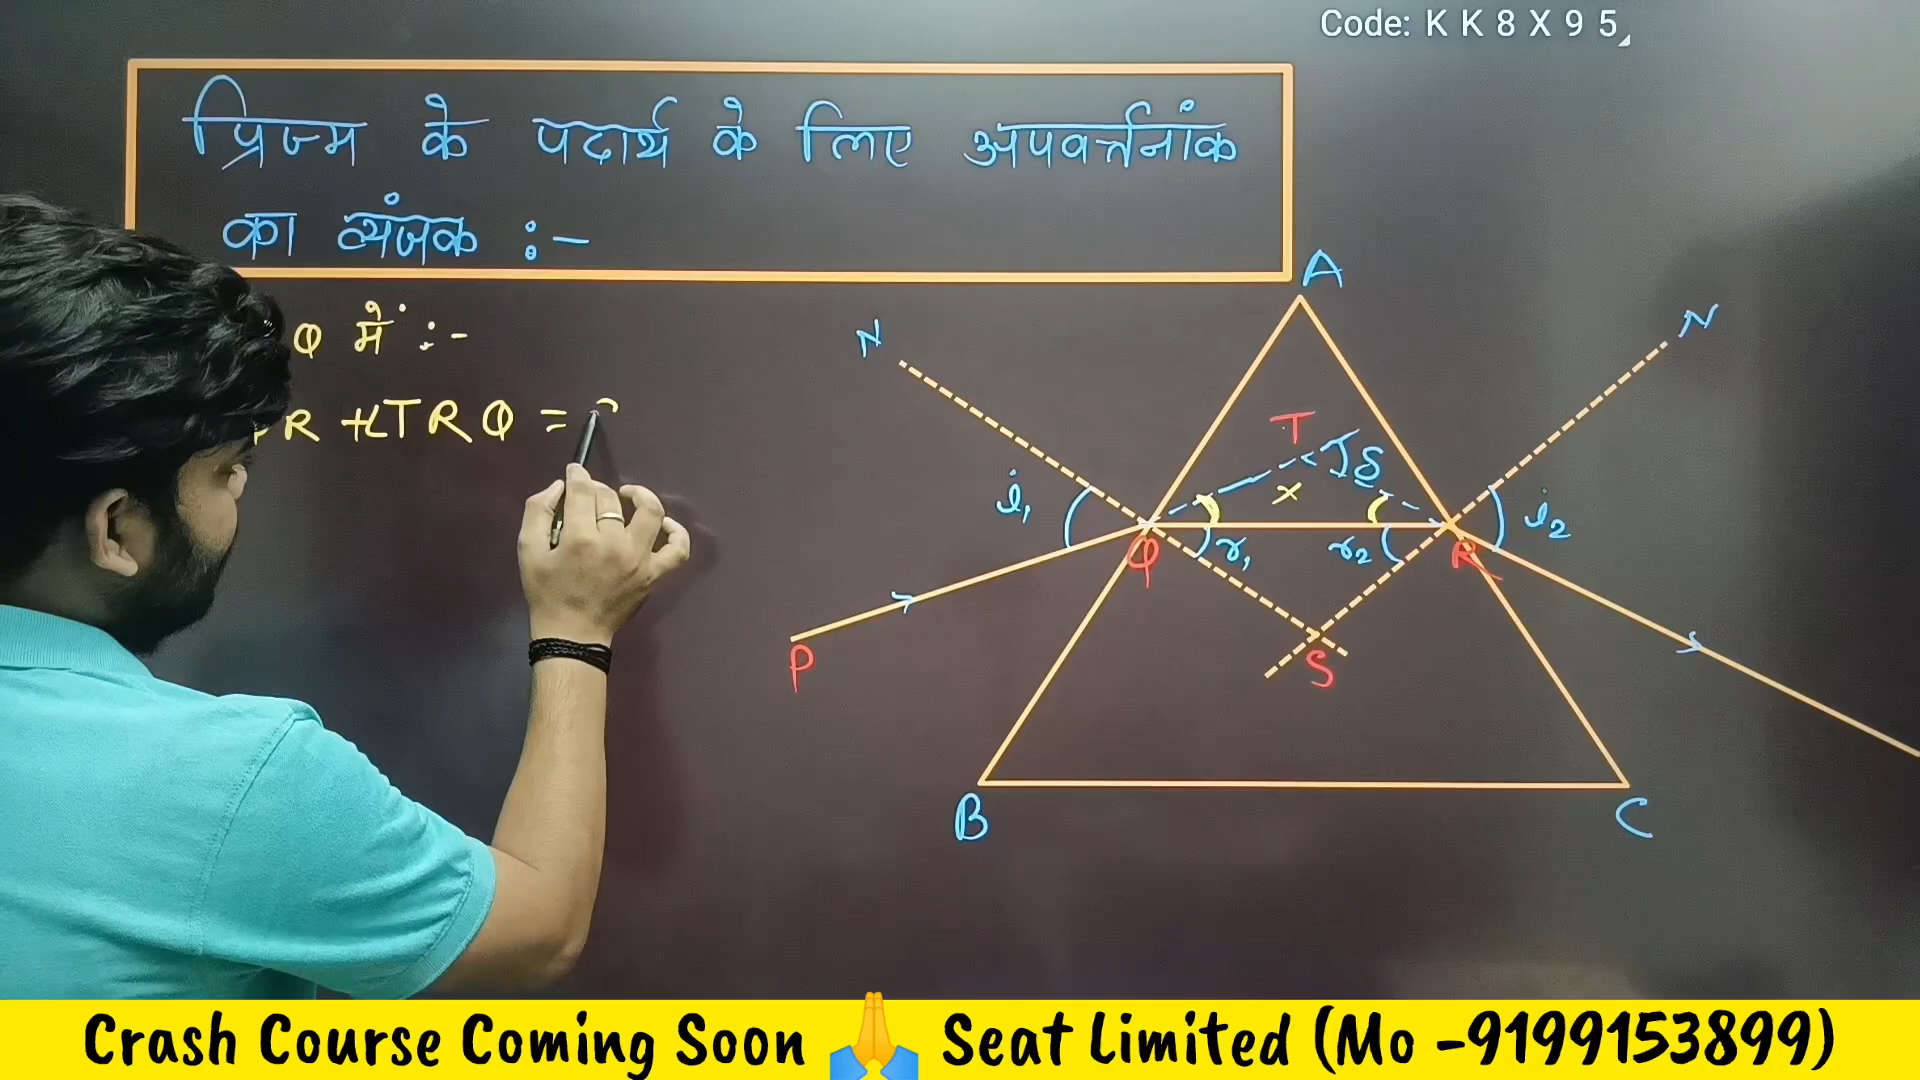 Code: K K 8 X 9 5
प्रिज्म के पदार्थ के लिए अपवर्त्तनांक
का व्यंजक :-
Q में :-
R + ∠TRQ =
A
N
N
T
δ
x
i₁
i₂
Q
r₁
r₂
R
P
S
B
C
Crash Course Coming Soon 🙏 Seat Limited (Mo -9199153899)